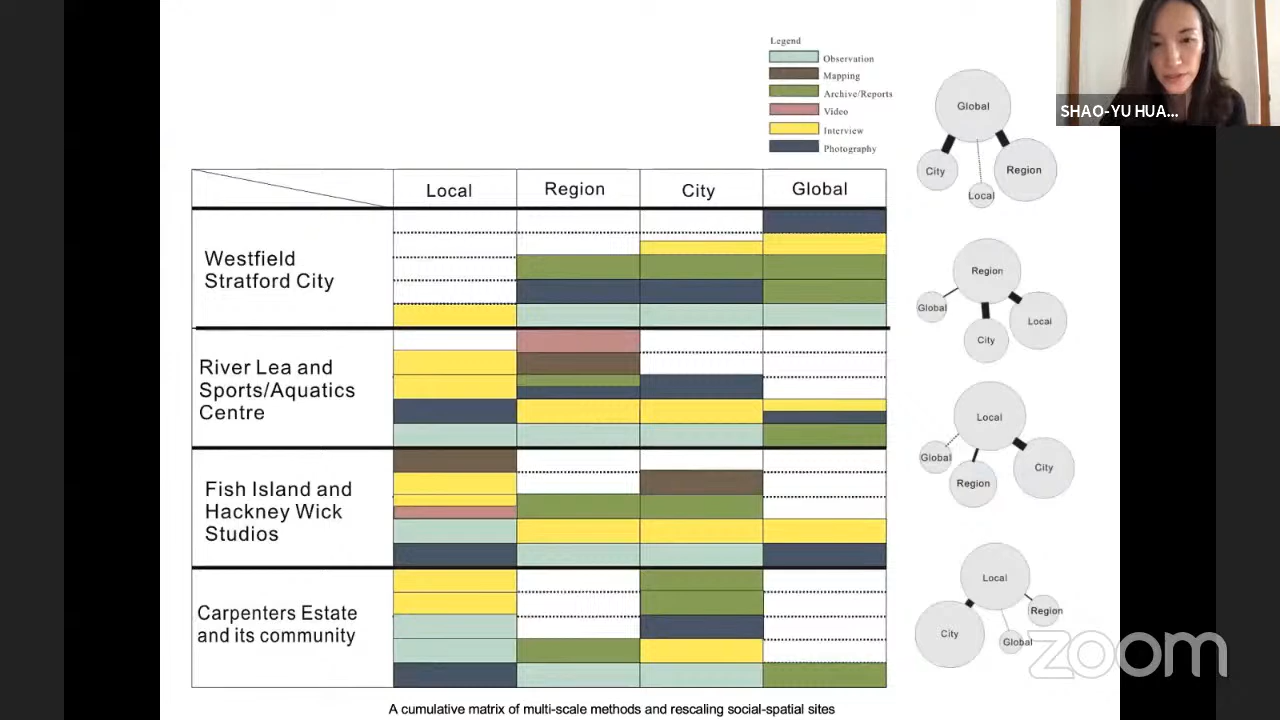 Legend
Observation
Mapping
Archive/Reports
Video
Interview
Photography
SHAO-YU HUA...
Local
Region
City
Global
Westfield
Stratford City
River Lea and
Sports/Aquatics
Centre
Fish Island and
Hackney Wick
Studios
Carpenters Estate
and its community
Global
City
Region
Local
Region
Global
Local
City
Local
Global
City
Region
Local
Region
City
Global
zoom
A cumulative matrix of multi-scale methods and rescaling social-spatial sites